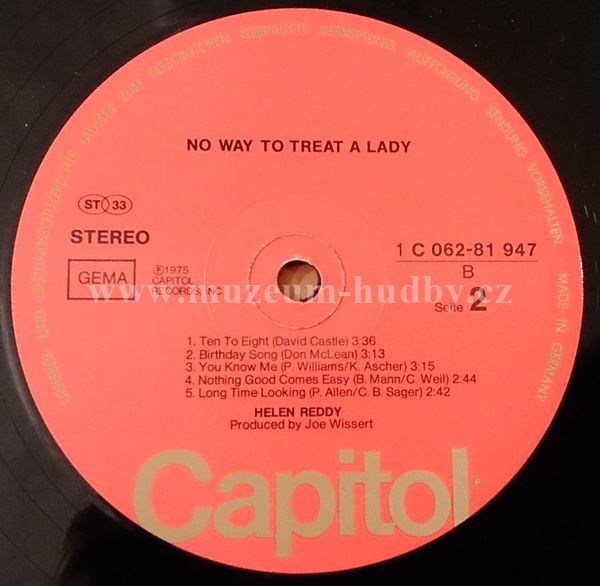 URHEBER- UND LEISTUNGSSCHUTZRECHTE (AUSSER ZUM PERSÖNLICHEN GEBRAUCH), VERMIETUNG, AUFFÜHRUNG, SENDUNG VORBEHALTEN · MADE IN GERMANY
NO WAY TO TREAT A LADY
ST 33
STEREO
GEMA
℗1975
CAPITOL
RECORDS, INC
1 C 062-81 947
B
Seite 2
www.muzeum-hudby.cz
1. Ten To Eight (David Castle) 3:36
2. Birthday Song (Don McLean) 3:13
3. You Know Me (P. Williams/K. Ascher) 3:15
4. Nothing Good Comes Easy (B. Mann/C. Weil) 2:44
5. Long Time Looking (P. Allen/C. B. Sager) 2:42
HELEN REDDY
Produced by Joe Wissert
Capitol®